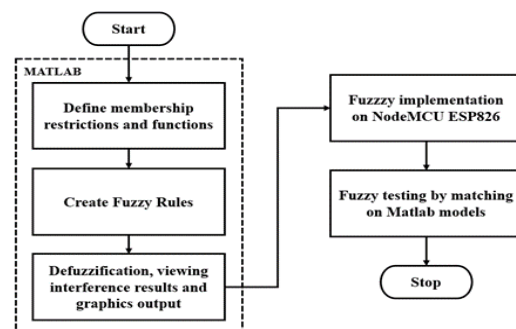 Start
MATLAB
Define membership
restrictions and functions
Create Fuzzy Rules
Defuzzification, viewing
interference results and
graphics output
Fuzzzy implementation
on NodeMCU ESP826
Fuzzy testing by matching
on Matlab models
Stop